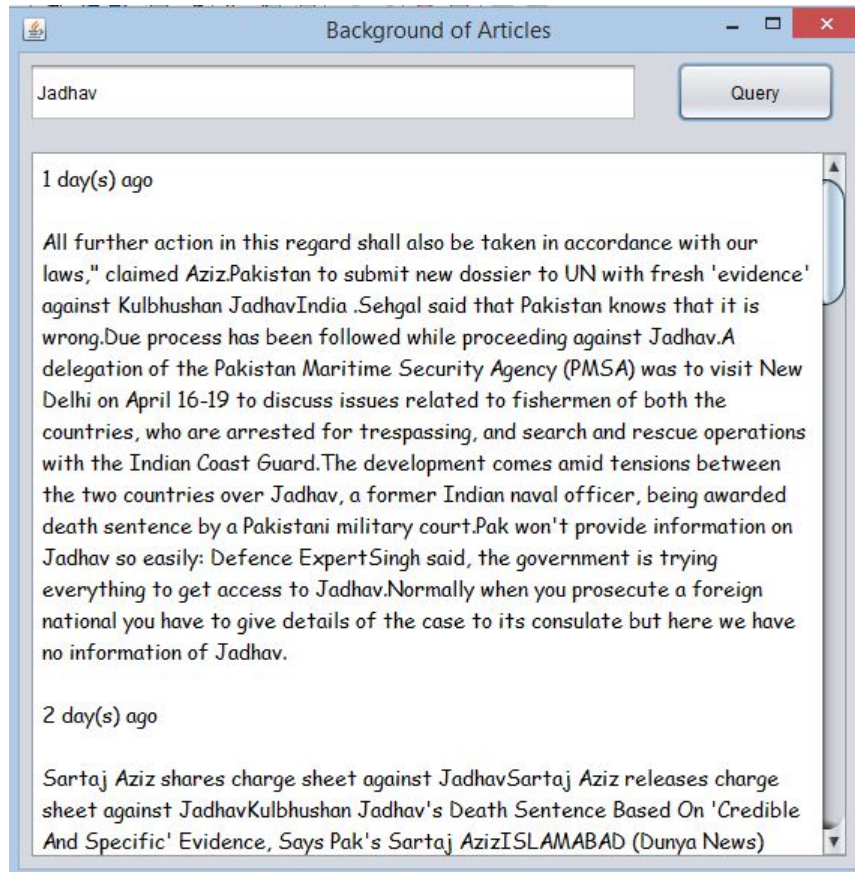 Background of Articles
Jadhav
Query
1 day(s) ago
All further action in this regard shall also be taken in accordance with our
laws," claimed Aziz.Pakistan to submit new dossier to UN with fresh 'evidence'
against Kulbhushan JadhavIndia .Sehgal said that Pakistan knows that it is
wrong.Due process has been followed while proceeding against Jadhav.A
delegation of the Pakistan Maritime Security Agency (PMSA) was to visit New
Delhi on April 16-19 to discuss issues related to fishermen of both the
countries, who are arrested for trespassing, and search and rescue operations
with the Indian Coast Guard.The development comes amid tensions between
the two countries over Jadhav, a former Indian naval officer, being awarded
death sentence by a Pakistani military court.Pak won't provide information on
Jadhav so easily: Defence ExpertSingh said, the government is trying
everything to get access to Jadhav.Normally when you prosecute a foreign
national you have to give details of the case to its consulate but here we have
no information of Jadhav.
2 day(s) ago
Sartaj Aziz shares charge sheet against JadhavSartaj Aziz releases charge
sheet against JadhavKulbhushan Jadhav's Death Sentence Based On 'Credible
And Specific' Evidence, Says Pak's Sartaj AzizISLAMABAD (Dunya News)